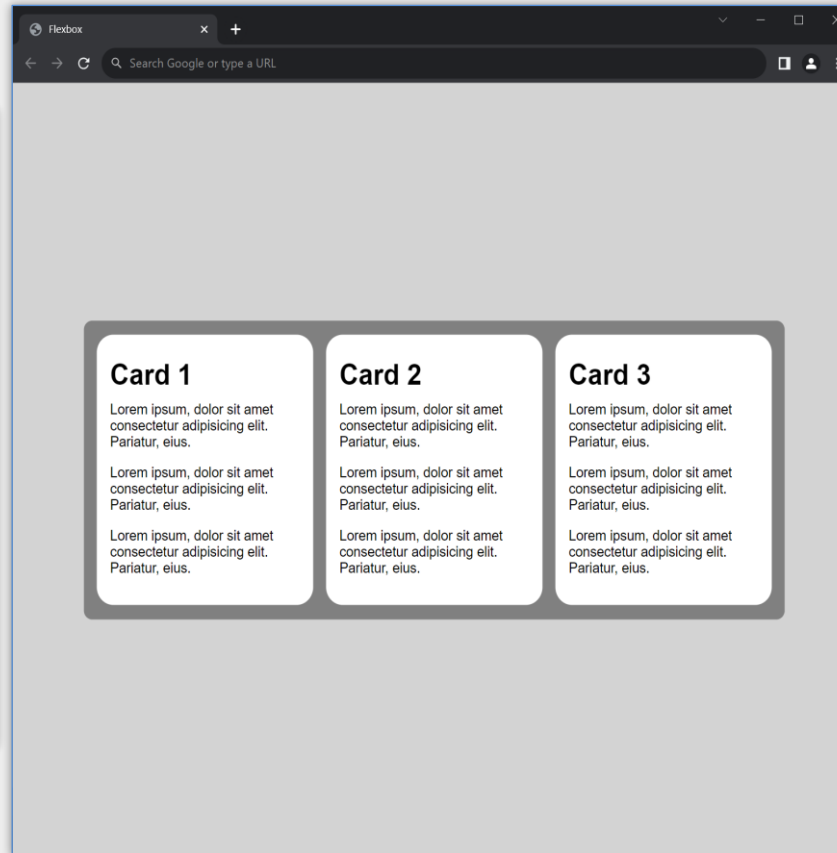 Flexbox
Search Google or type a URL
Card 1
Lorem ipsum, dolor sit amet
consectetur adipisicing elit.
Pariatur, eius.
Lorem ipsum, dolor sit amet
consectetur adipisicing elit.
Pariatur, eius.
Lorem ipsum, dolor sit amet
consectetur adipisicing elit.
Pariatur, eius.
Card 2
Lorem ipsum, dolor sit amet
consectetur adipisicing elit.
Pariatur, eius.
Lorem ipsum, dolor sit amet
consectetur adipisicing elit.
Pariatur, eius.
Lorem ipsum, dolor sit amet
consectetur adipisicing elit.
Pariatur, eius.
Card 3
Lorem ipsum, dolor sit amet
consectetur adipisicing elit.
Pariatur, eius.
Lorem ipsum, dolor sit amet
consectetur adipisicing elit.
Pariatur, eius.
Lorem ipsum, dolor sit amet
consectetur adipisicing elit.
Pariatur, eius.